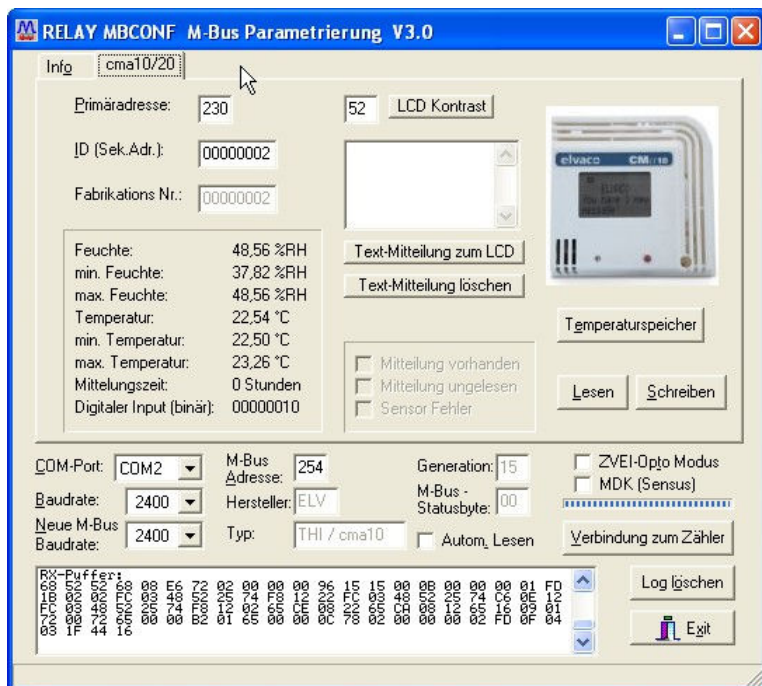 RELAY MBCONF M-Bus Parametrierung V3.0
Info cma10/20
Primäradresse: 230 52 LCD Kontrast
ID (Sek.Adr.): 00000002
Fabrikations Nr.: 00000002
elvaco CMa10
Feuchte: 48,56 %RH
min. Feuchte: 37,82 %RH
max. Feuchte: 48,56 %RH
Temperatur: 22,54 °C
min. Temperatur: 22,50 °C
max. Temperatur: 23,26 °C
Mittelungszeit: 0 Stunden
Digitaler Input (binär): 00000010
Text-Mitteilung zum LCD
Text-Mitteilung löschen
Mitteilung vorhanden
Mitteilung ungelesen
Sensor Fehler
Temperaturspeicher
Lesen Schreiben
COM-Port: COM2
Baudrate: 2400
Neue M-Bus
Baudrate: 2400
M-Bus
Adresse: 254
Hersteller: ELV
Typ: THI / cma10
Generation: 15
M-Bus -
Statusbyte: 00
Autom. Lesen
ZVEI-Opto Modus
MDK (Sensus)
Verbindung zum Zähler
RX-Puffer:
68 52 52 68 08 E6 72 02 00 00 00 96 15 15 00 0B 00 00 00 01 FD
1B 02 02 FC 03 48 52 25 74 F8 12 22 FC 03 48 52 25 74 C6 0E 12
FC 03 48 52 25 74 F8 12 02 65 CE 08 22 65 CA 08 12 65 16 09 01
72 00 72 65 00 00 B2 01 65 00 00 0C 78 02 00 00 00 02 FD 0F 04
03 1F 44 16
Log löschen
Exit